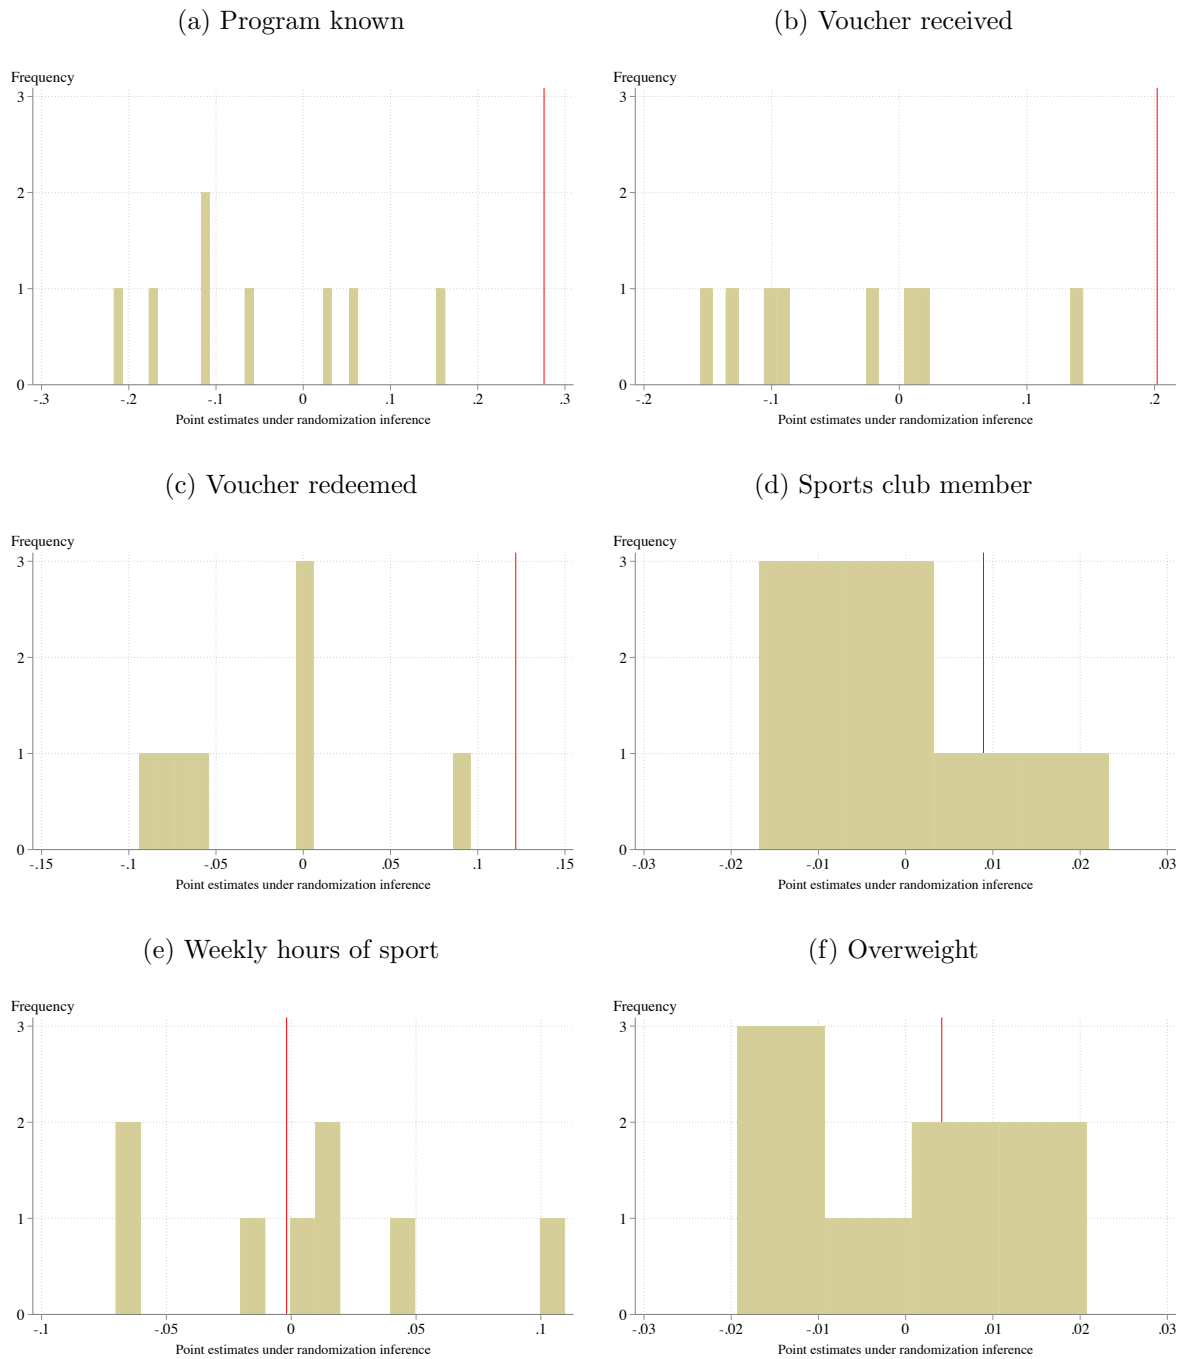 (a) Program known
Frequency
3
2
1
0
-.3 -.2 -.1 0 .1 .2 .3
Point estimates under randomization inference
(b) Voucher received
Frequency
3
2
1
0
-.2 -.1 0 .1 .2
Point estimates under randomization inference
(c) Voucher redeemed
Frequency
3
2
1
0
-.15 -.1 -.05 0 .05 .1 .15
Point estimates under randomization inference
(d) Sports club member
Frequency
3
2
1
0
-.03 -.02 -.01 0 .01 .02 .03
Point estimates under randomization inference
(e) Weekly hours of sport
Frequency
3
2
1
0
-.1 -.05 0 .05 .1
Point estimates under randomization inference
(f) Overweight
Frequency
3
2
1
0
-.03 -.02 -.01 0 .01 .02 .03
Point estimates under randomization inference